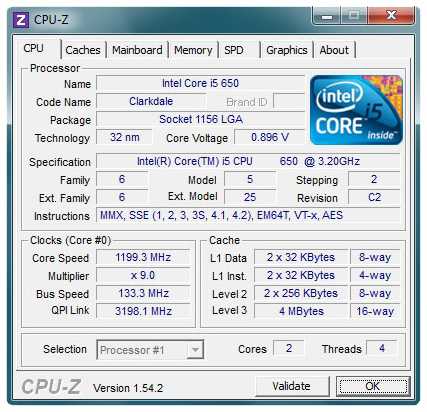 Z CPU-Z
CPU Caches Mainboard Memory SPD Graphics About
Processor
Name Intel Core i5 650
Code Name Clarkdale Brand ID
Package Socket 1156 LGA
Technology 32 nm Core Voltage 0.896 V
intel i5
CORE inside™
Specification Intel(R) Core(TM) i5 CPU 650 @ 3.20GHz
Family 6 Model 5 Stepping 2
Ext. Family 6 Ext. Model 25 Revision C2
Instructions MMX, SSE (1, 2, 3, 3S, 4.1, 4.2), EM64T, VT-x, AES
Clocks (Core #0)
Core Speed 1199.3 MHz
Multiplier x 9.0
Bus Speed 133.3 MHz
QPI Link 3198.1 MHz
Cache
L1 Data 2 x 32 KBytes 8-way
L1 Inst. 2 x 32 KBytes 4-way
Level 2 2 x 256 KBytes 8-way
Level 3 4 MBytes 16-way
Selection Processor #1 Cores 2 Threads 4
CPU-Z Version 1.54.2 Validate OK